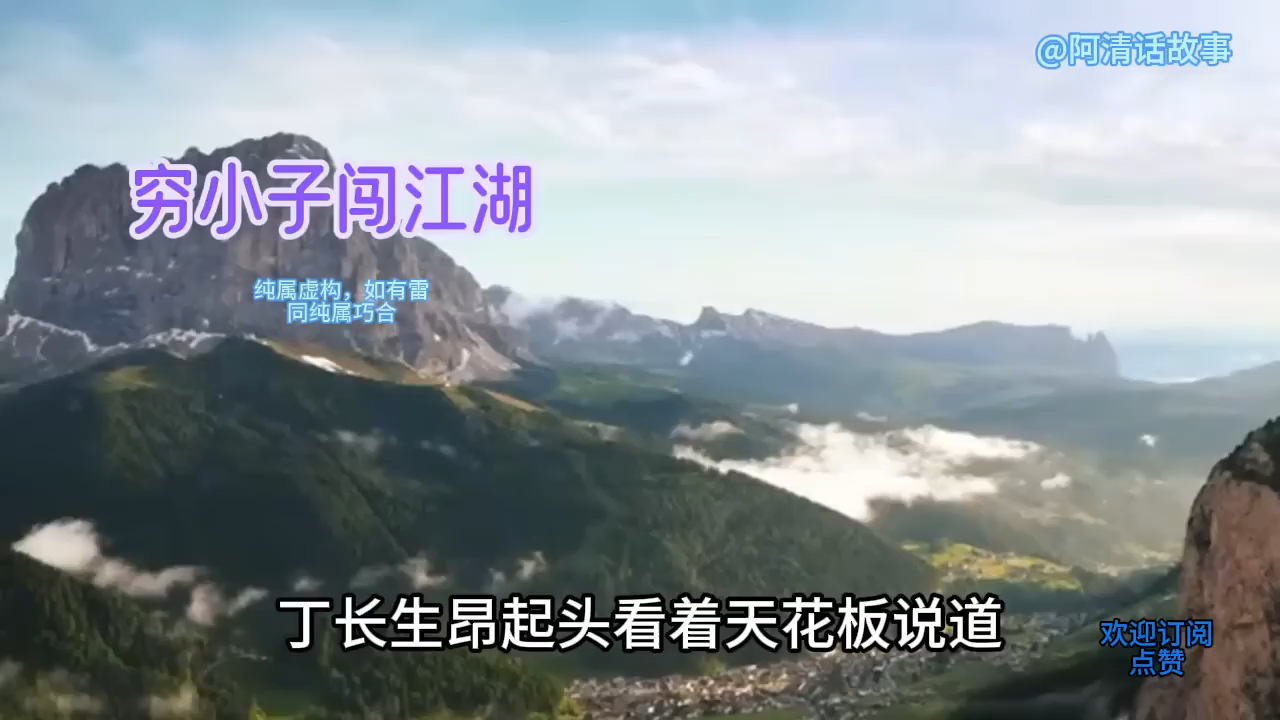 @阿清话故事
穷小子闯江湖
纯属虚构，如有雷
同纯属巧合
丁长生昂起头看着天花板说道
欢迎订阅
点赞